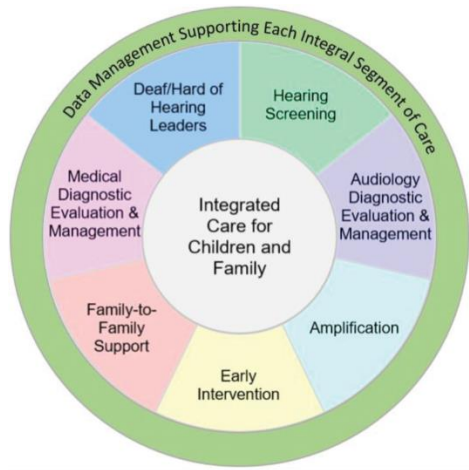 Data Management Supporting Each Integral Segment of Care
Deaf/Hard of
Hearing
Leaders
Hearing
Screening
Medical
Diagnostic
Evaluation &
Management
Integrated
Care for
Children and
Family
Audiology
Diagnostic
Evaluation &
Management
Family-to-
Family
Support
Amplification
Early
Intervention